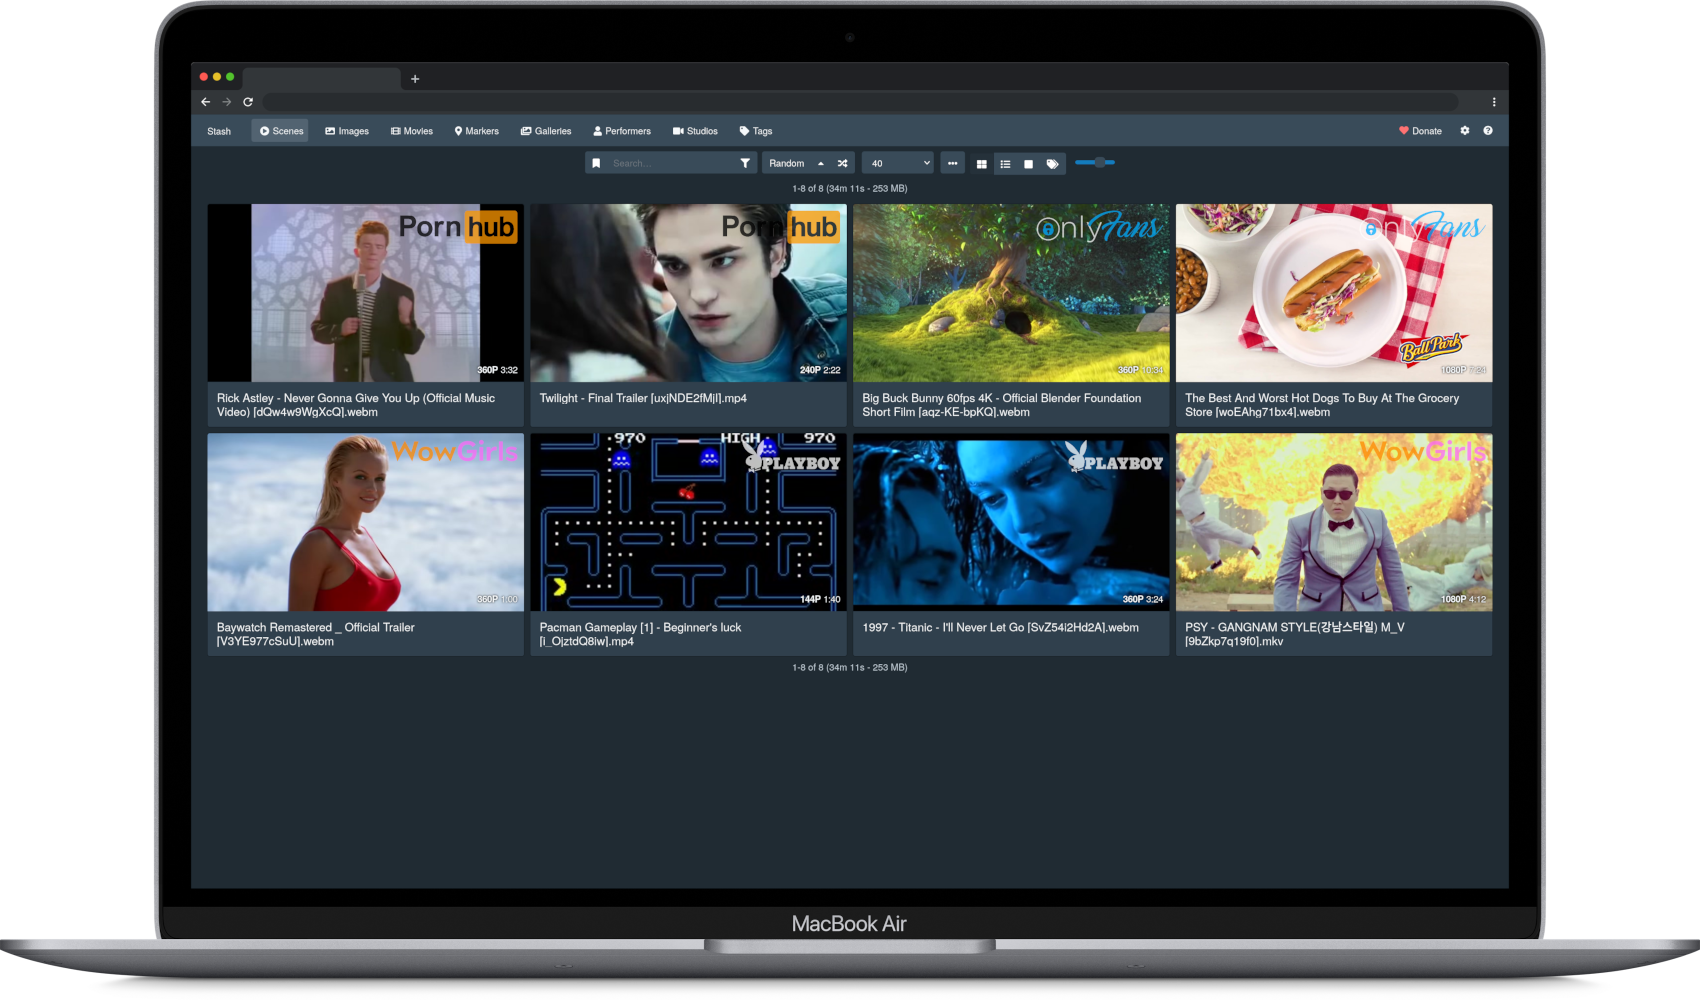 Stash Scenes Images Movies Markers Galleries Performers Studios Tags Donate
Search... Random 40
1-8 of 8 (34m 11s - 253 MB)
Porn hub
360P 3:32
Rick Astley - Never Gonna Give You Up (Official Music
Video) [dQw4w9WgXcQ].webm
Porn hub
240P 2:22
Twilight - Final Trailer [uxjNDE2fMjI].mp4
OnlyFans
360P 10:34
Big Buck Bunny 60fps 4K - Official Blender Foundation
Short Film [aqz-KE-bpKQ].webm
OnlyFans
Ball Park
1080P 7:24
The Best And Worst Hot Dogs To Buy At The Grocery
Store [woEAhg71bx4].webm
WowGirls
360P 1:00
Baywatch Remastered _ Official Trailer
[V3YE977cSuU].webm
970 HIGH 970
PLAYBOY
144P 1:40
Pacman Gameplay [1] - Beginner's luck
[i_OjztdQ8iw].mp4
PLAYBOY
360P 3:24
1997 - Titanic - I'll Never Let Go [SvZ54i2Hd2A].webm
WowGirls
1080P 4:12
PSY - GANGNAM STYLE(강남스타일) M_V
[9bZkp7q19f0].mkv
1-8 of 8 (34m 11s - 253 MB)
MacBook Air